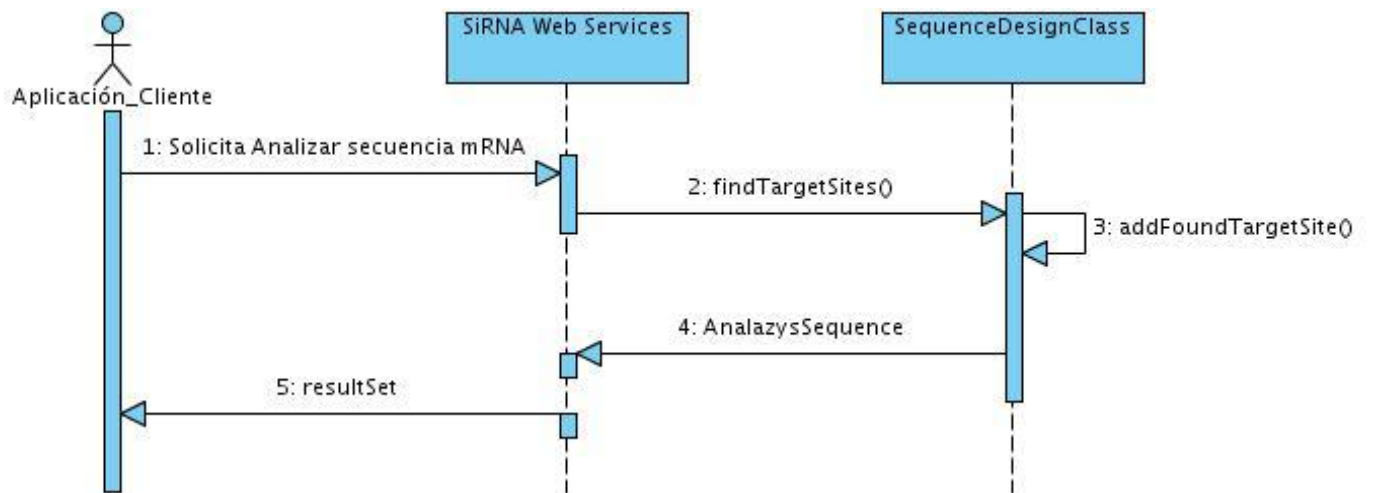 SiRNA Web Services
SequenceDesignClass
Aplicación_Cliente
1: Solicita Analizar secuencia mRNA
2: findTargetSites()
3: addFoundTargetSite()
4: AnalazysSequence
5: resultSet